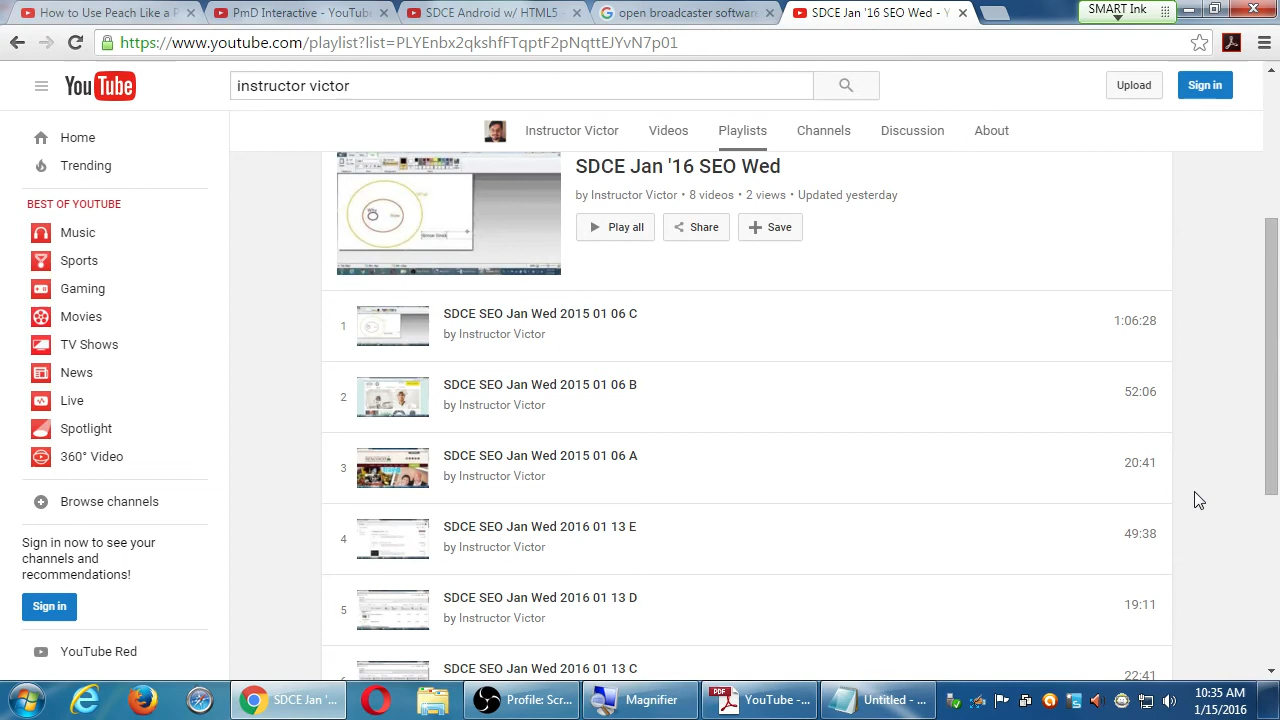 How to Use Peach Like a P
PmD Interactive - YouTub
SDCE Android w/ HTML5
open broadcaster software
SDCE Jan '16 SEO Wed - Y
SMART Ink
https://www.youtube.com/playlist?list=PLYEnbx2qkshfFTqptF2pNqttEJYvN7p01
YouTube
instructor victor
Upload
Sign in
Home
Trending
BEST OF YOUTUBE
Music
Sports
Gaming
Movies
TV Shows
News
Live
Spotlight
360° Video
Browse channels
Sign in now to see your
channels and
recommendations!
Sign in
YouTube Red
Instructor Victor
Videos
Playlists
Channels
Discussion
About
SDCE Jan '16 SEO Wed
by Instructor Victor • 8 videos • 2 views • Updated yesterday
Play all
Share
Save
1
SDCE SEO Jan Wed 2015 01 06 C
by Instructor Victor
1:06:28
2
SDCE SEO Jan Wed 2015 01 06
by Instructor Victor
52:06
3
SDCE SEO Jan Wed 2015 01 06 A
by Instructor Victor
20:41
4
SDCE SEO Jan Wed 2016 01 13
by Instructor Victor
5
SDCE SEO Jan Wed 2016 01 13
by Instructor Victor
SDCE SEO Jan Wed 2016 01 13
SDCE Jan '...
Profiles Scr...
Magnifier
YouTube -...
Untitled - ...
10:35 AM
1/15/2016